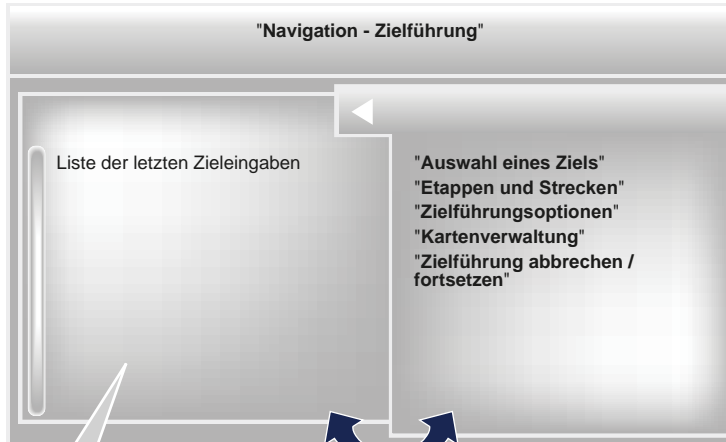 "Navigation - Zielführung"
Liste der letzten Zieleingaben
"Auswahl eines Ziels"
"Etappen und Strecken"
"Zielführungsoptionen"
"Kartenverwaltung"
"Zielführung abbrechen /
fortsetzen"